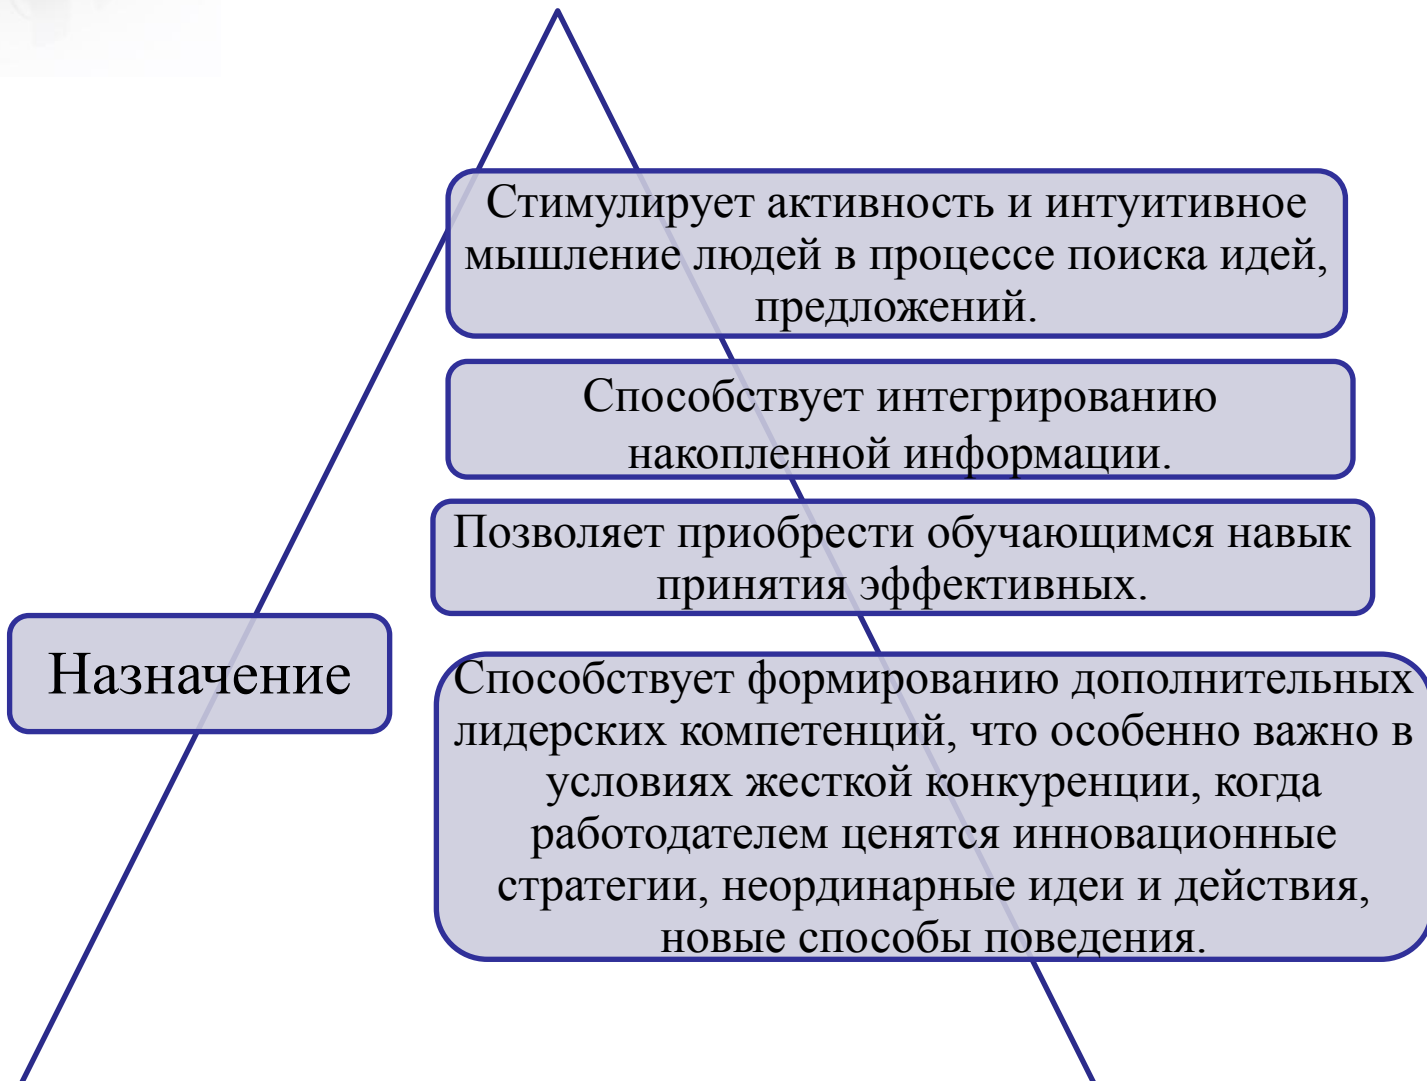 Стимулирует активность и интуитивное
мышление людей в процессе поиска идей,
предложений.
Способствует интегрированию
накопленной информации.
Позволяет приобрести обучающимся навык
принятия эффективных.
Назначение
Способствует формированию дополнительных
лидерских компетенций, что особенно важно в
условиях жесткой конкуренции, когда
работодателем ценятся инновационные
стратегии, неординарные идеи и действия,
новые способы поведения.